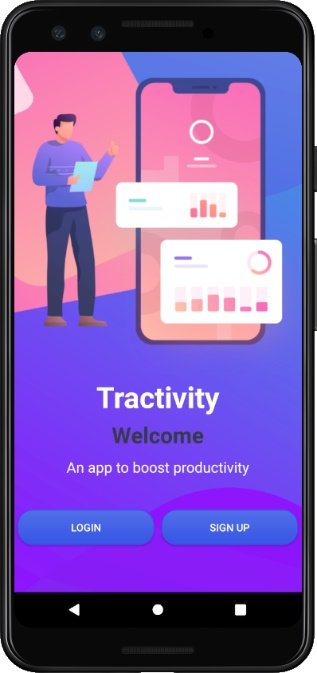 Tractivity
Welcome
An app to boost productivity
LOGIN
SIGN UP